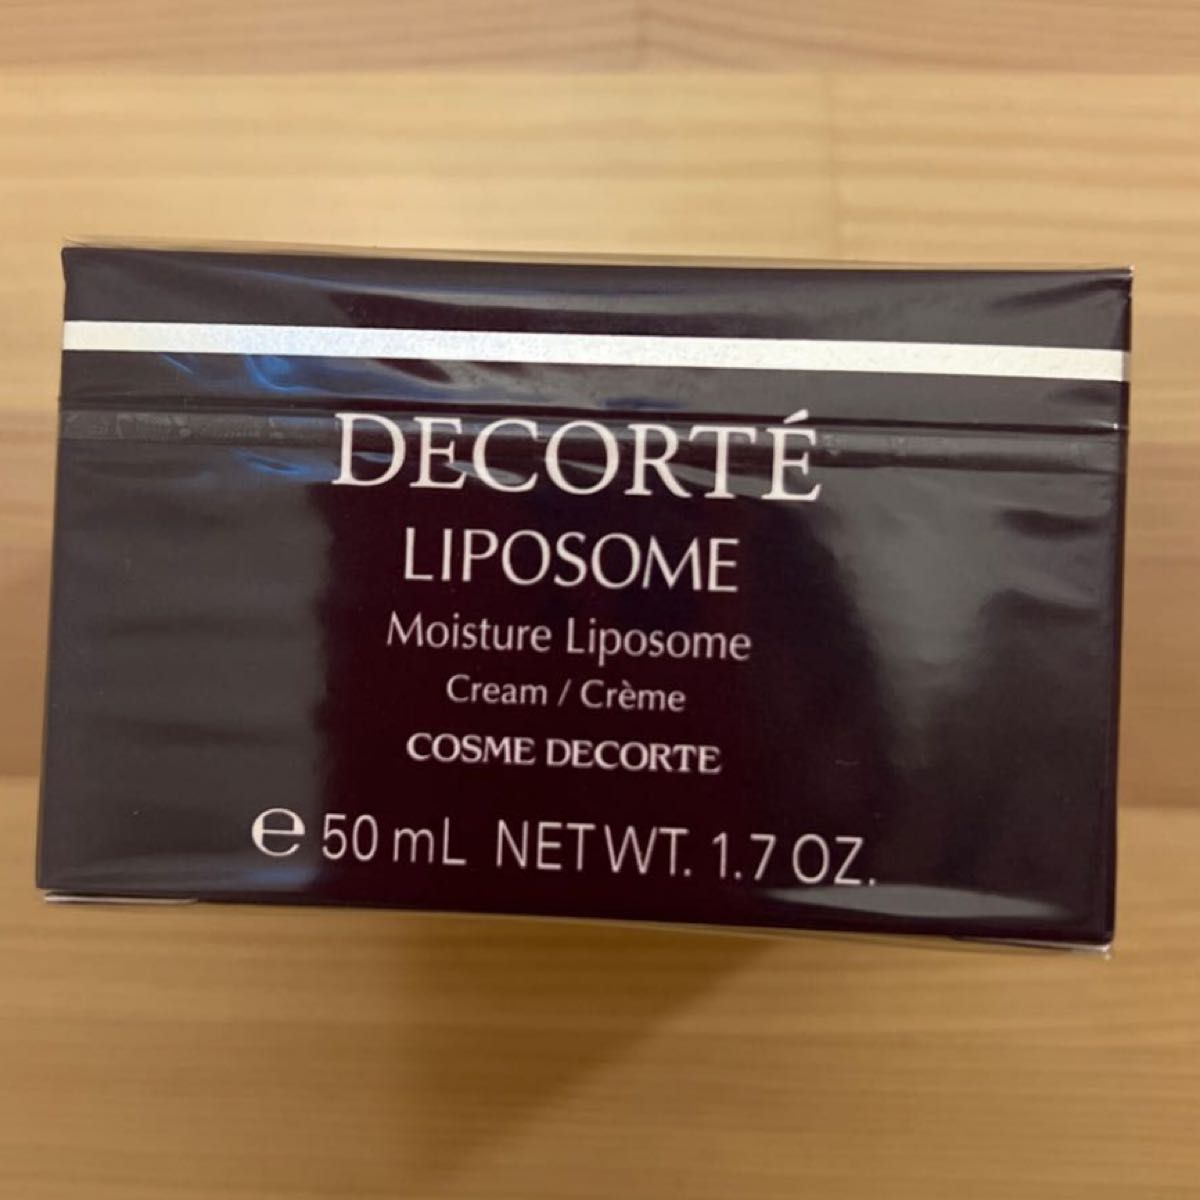 DECORTÉ
LIPOSOME
Moisture Liposome
Cream / Crème
COSME DECORTE
℮ 50 mL NET WT. 1.7 OZ.